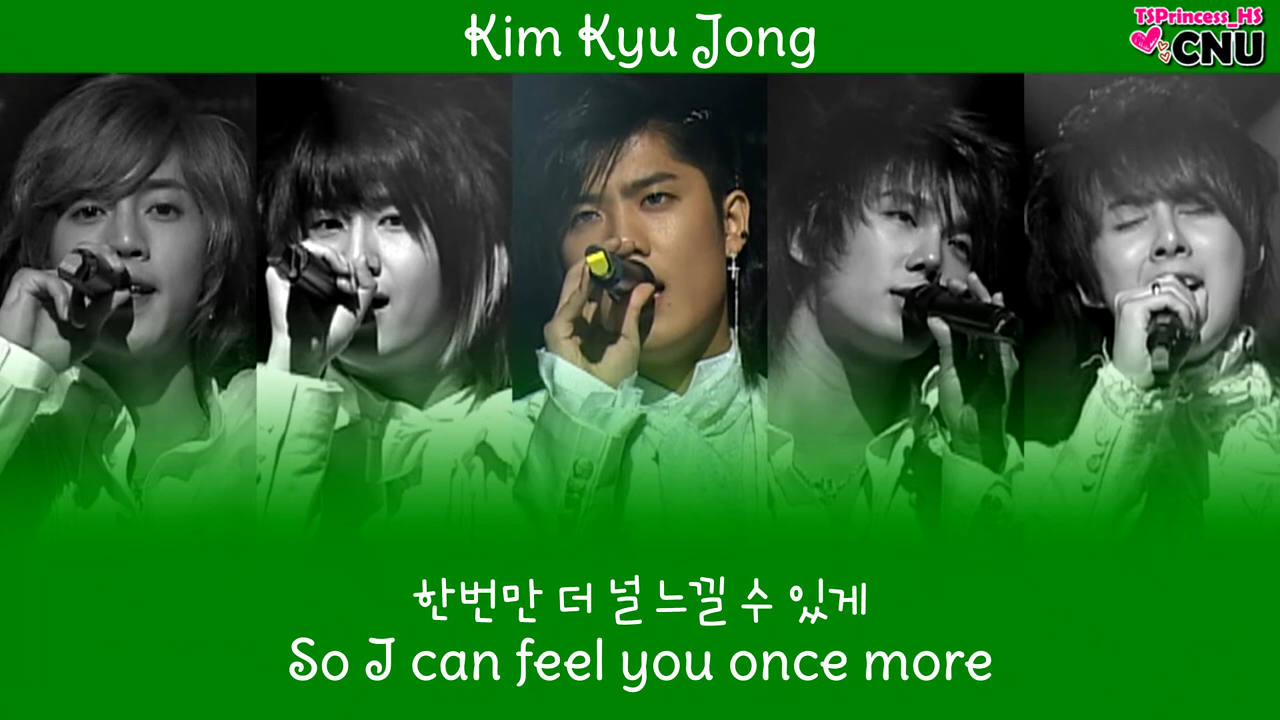 Kim Kyu Jong
TSPrincess_HS
CNU
한번만 더 널 느낄 수 있게
So I can feel you once more